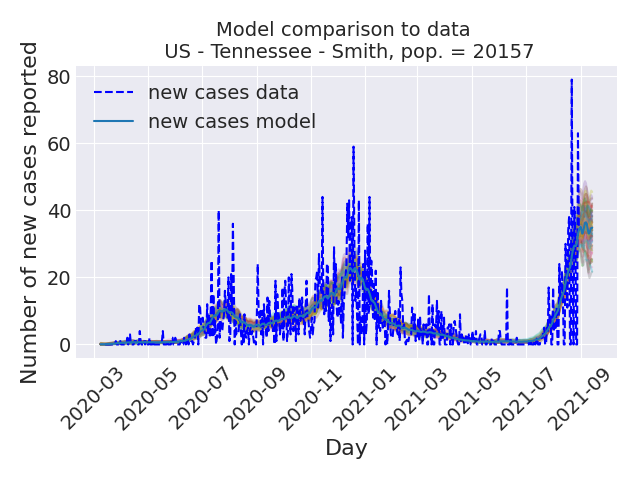 Model comparison to data
US - Tennessee - Smith, pop. = 20157
Number of new cases reported
80
60
40
20
0
new cases data
new cases model
2020-03
2020-05
2020-07
2020-09
2020-11
2021-01
2021-03
2021-05
2021-07
2021-09
Day